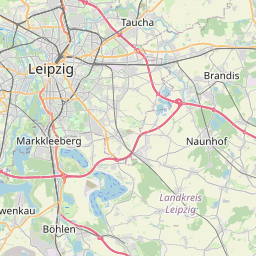 Taucha
Leipzig
Brandis
Markkleeberg
Naunhof
Landkreis
Leipzig
wenkau
Böhlen